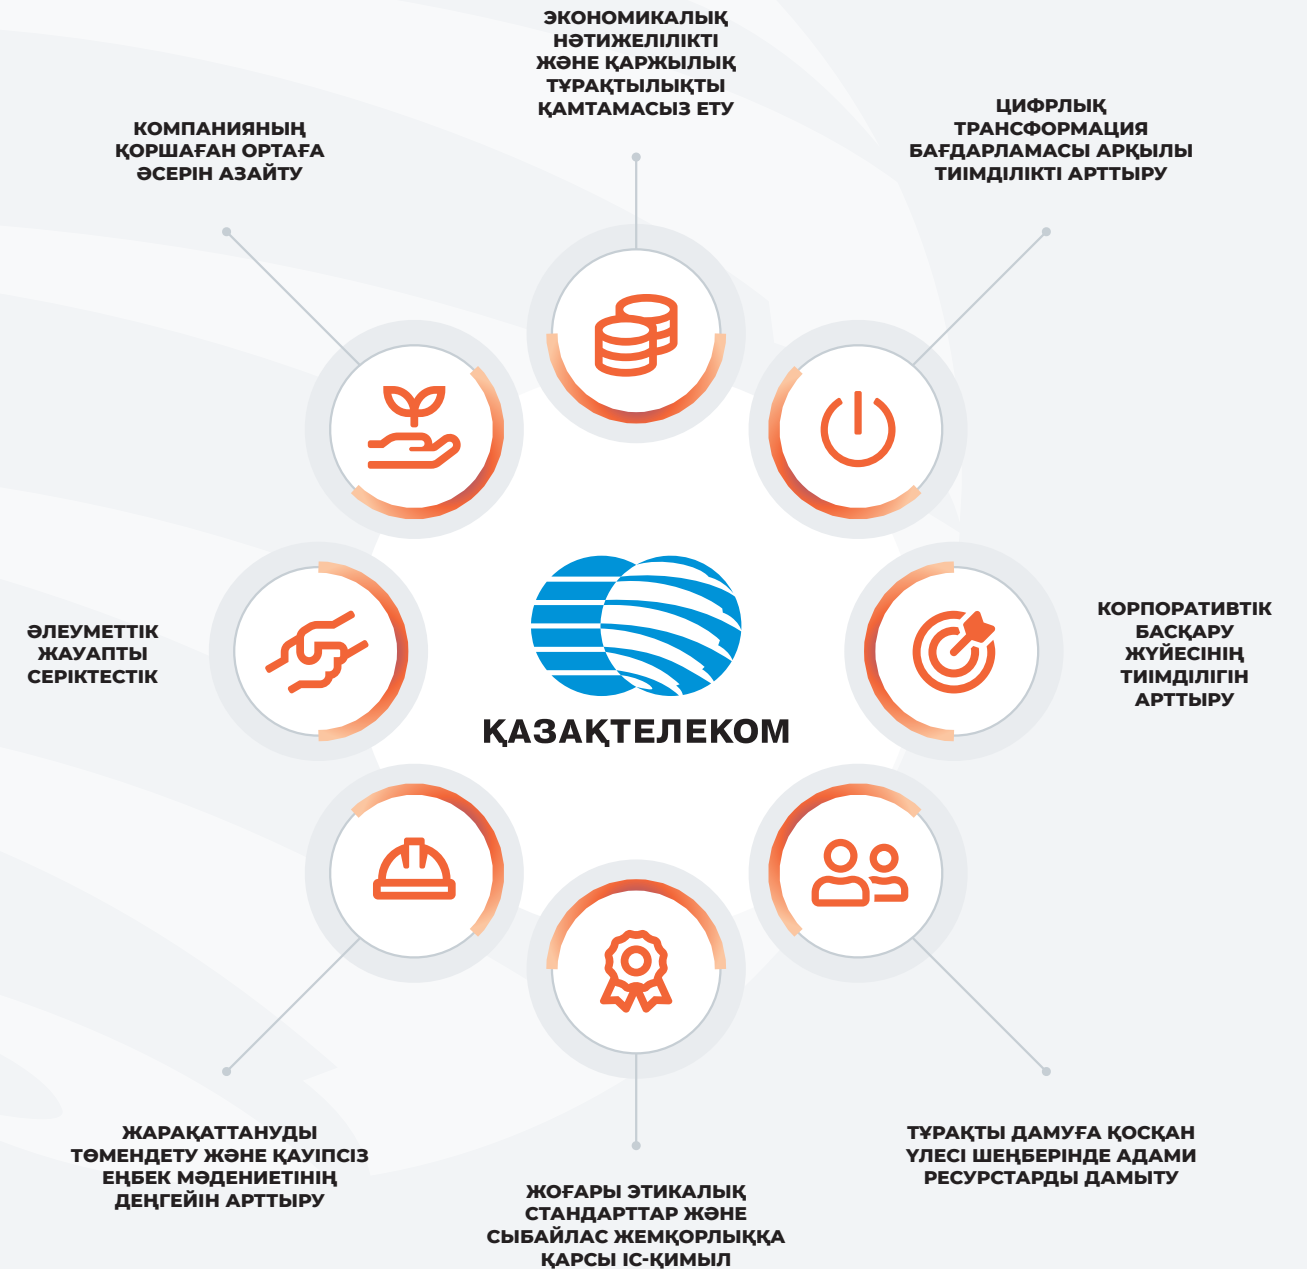 ЭКОНОМИКАЛЫҚ
НӘТИЖЕЛІЛІКТІ
ЖӘНЕ ҚАРЖЫЛЫҚ
ТҰРАҚТЫЛЫҚТЫ
ҚАМТАМАСЫЗ ЕТУ
ЦИФРЛЫҚ
ТРАНСФОРМАЦИЯ
БАҒДАРЛАМАСЫ АРҚЫЛЫ
ТИІМДІЛІКТІ АРТТЫРУ
КОМПАНИЯНЫҢ
ҚОРШАҒАН ОРТАҒА
ӘСЕРІН АЗАЙТУ
КОРПОРАТИВТІК
БАСҚАРУ
ЖҮЙЕСІНІҢ
ТИІМДІЛІГІН
АРТТЫРУ
ӘЛЕУМЕТТІК
ЖАУАПТЫ
СЕРІКТЕСТІК
ҚАЗАҚТЕЛЕКОМ
ЖАРАҚАТТАНУДЫ
ТӨМЕНДЕТУ ЖӘНЕ ҚАУІПСІЗ
ЕҢБЕК МӘДЕНИЕТІНІҢ
ДЕҢГЕЙІН АРТТЫРУ
ЖОҒАРЫ ЭТИКАЛЫҚ
СТАНДАРТТАР ЖӘНЕ
СЫБАЙЛАС ЖЕМҚОРЛЫҚҚА
ҚАРСЫ ІС-ҚИМЫЛ
ТҰРАҚТЫ ДАМУҒА ҚОСҚАН
ҮЛЕСІ ШЕҢБЕРІНДЕ АДАМИ
РЕСУРСТАРДЫ ДАМЫТУ